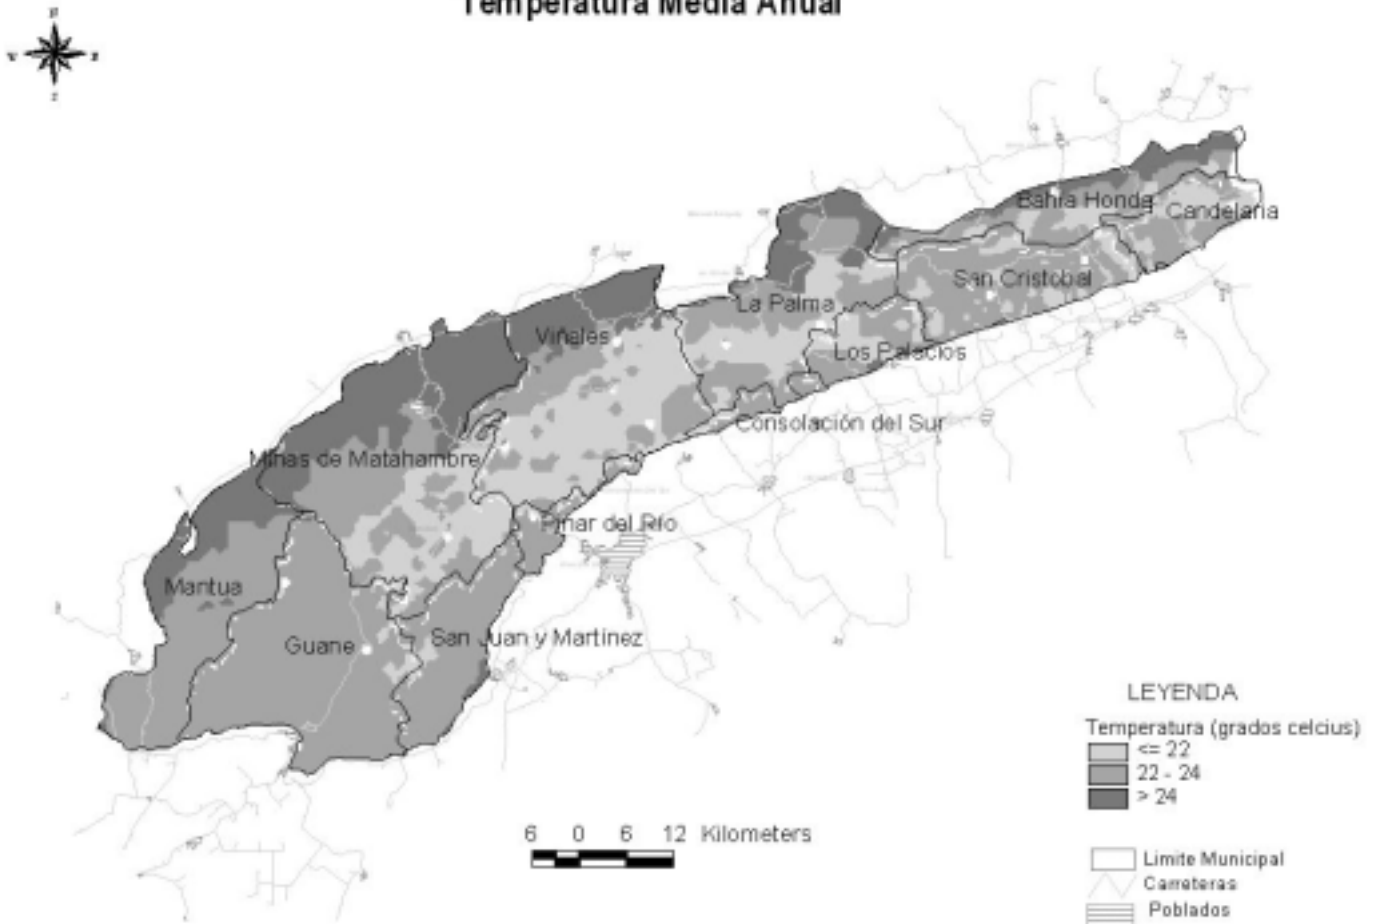 Temperatura Media Anual
Bahia Honda
Candelaria
San Cristobal
La Palma
Viñales
Los Palacios
Consolación del Sur
Minas de Matahambre
Pinar del Río
Mantua
Guane
San Juan y Martínez
LEYENDA
Temperatura (grados celcius)
<= 22
22 - 24
> 24
6 0 6 12 Kilometers
Limite Municipal
Carreteras
Poblados